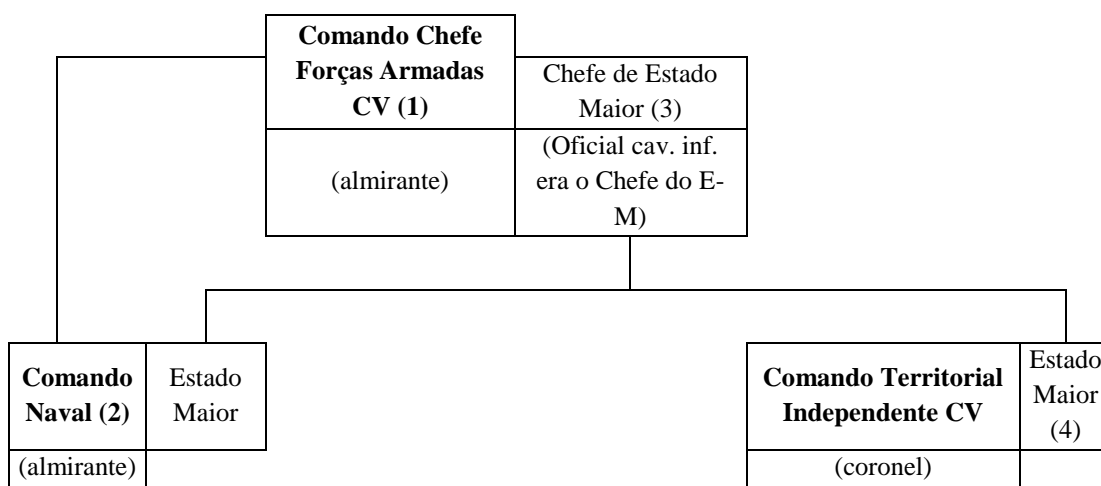 Comando Chefe
Forças Armadas
CV (1)
Chefe de Estado
Maior (3)
(almirante)
(Oficial cav. inf.
era o Chefe do E-
M)
Comando
Naval (2)
Estado
Maior
Comando Territorial
Independente CV
Estado
Maior
(4)
(almirante)
(coronel)